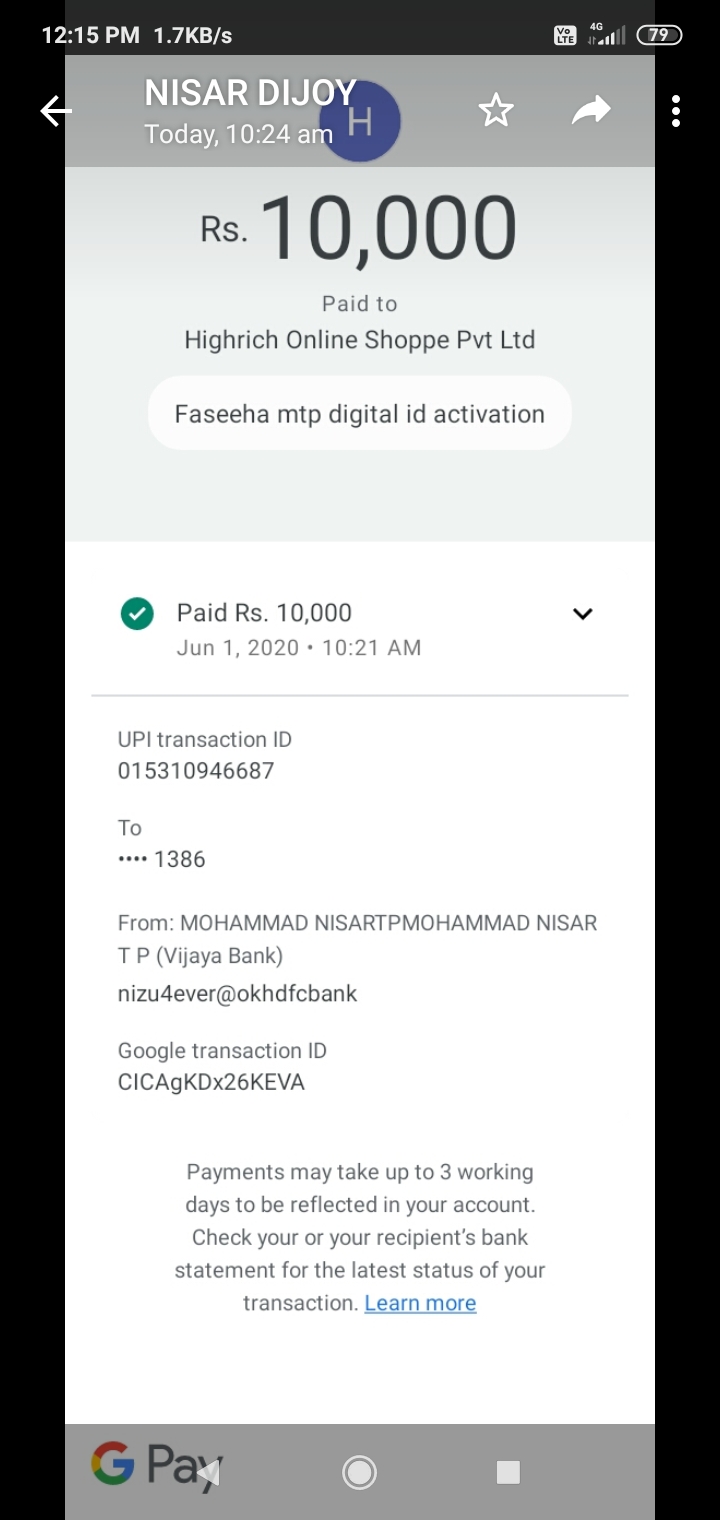 12:15 PM 1.7KB/s Vo LTE 4G 79
NISAR DIJOY
Today, 10:24 am
H
Rs. 10,000
Paid to
Highrich Online Shoppe Pvt Ltd
Faseeha mtp digital id activation
Paid Rs. 10,000
Jun 1, 2020 • 10:21 AM
UPI transaction ID
015310946687
To
•••• 1386
From: MOHAMMAD NISARTPMOHAMMAD NISAR
T P (Vijaya Bank)
nizu4ever@okhdfcbank
Google transaction ID
CICAgKDx26KEVA
Payments may take up to 3 working
days to be reflected in your account.
Check your or your recipient's bank
statement for the latest status of your
transaction. Learn more
G Pay